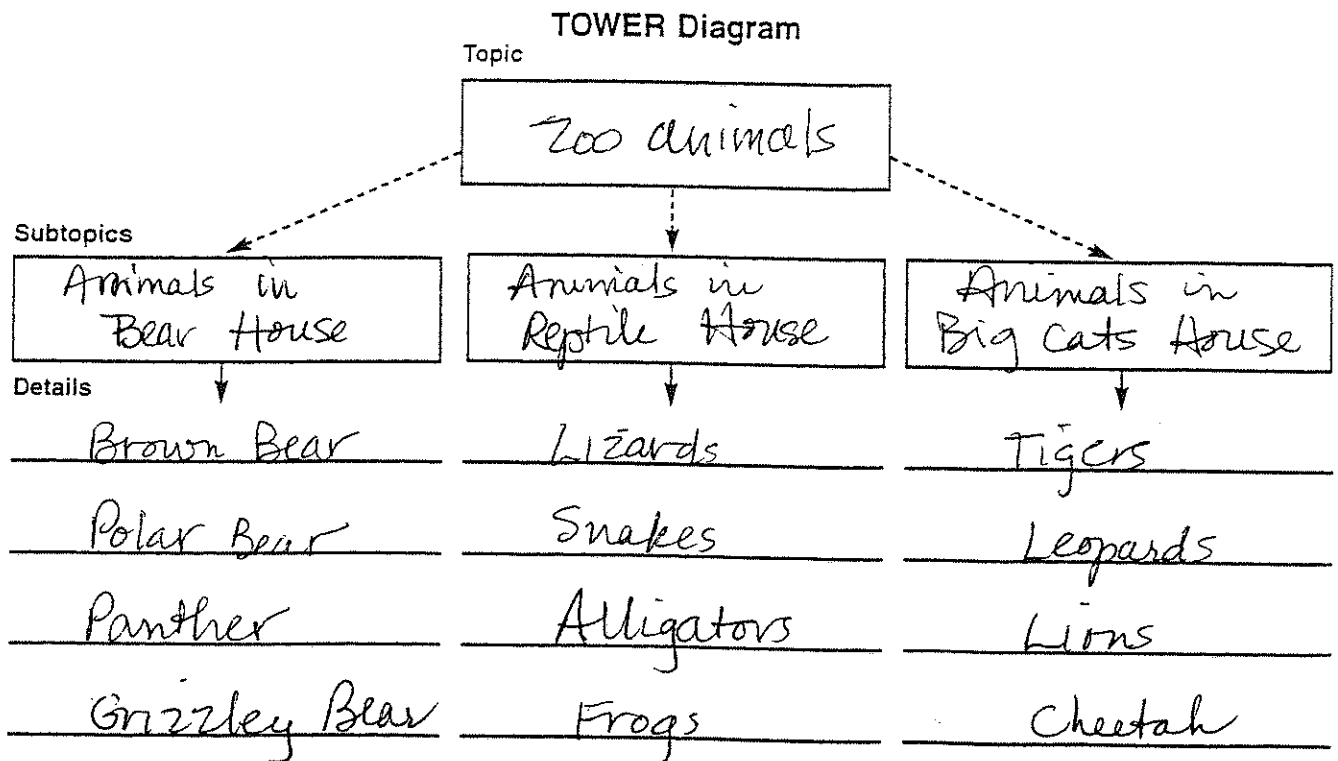 TOWER Diagram
Topic
Zoo animals
Subtopics
Animals in
Bear House
Animals in
Reptile House
Animals in
Big Cats House
Details
Brown Bear
Lizards
Tigers
Polar Bear
Snakes
Leopards
Panther
Alligators
Lions
Grizzley Bear
Frogs
Cheetah